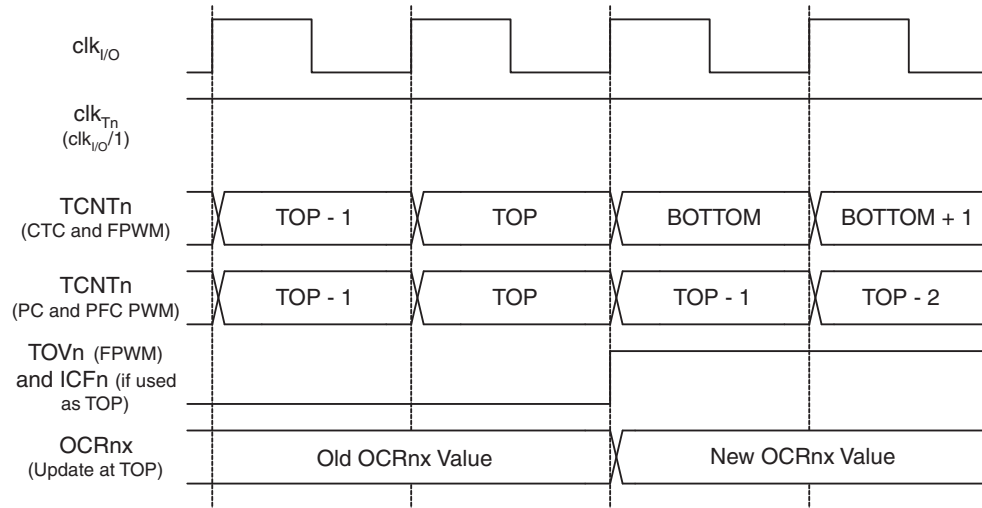 clkI/O
clkTn
(clkI/O/1)
TCNTn
(CTC and FPWM)
TOP - 1
TOP
BOTTOM
BOTTOM + 1
TCNTn
(PC and PFC PWM)
TOP - 1
TOP
TOP - 1
TOP - 2
TOVn (FPWM)
and ICFn (if used
as TOP)
OCRnx
(Update at TOP)
Old OCRnx Value
New OCRnx Value